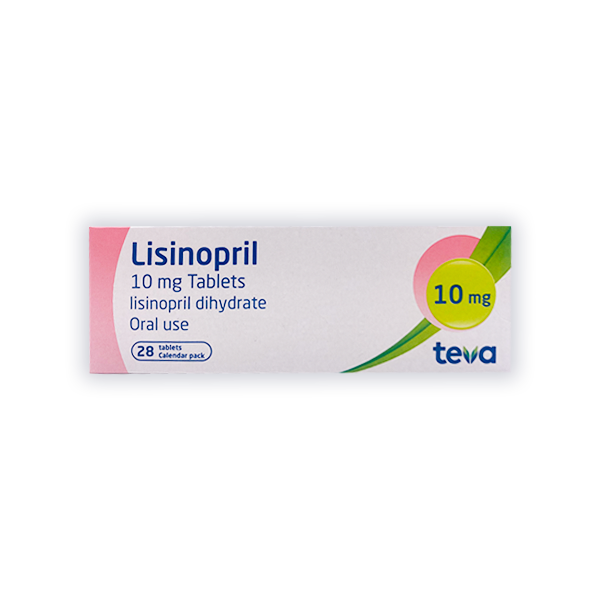 Lisinopril
10 mg Tablets
lisinopril dihydrate
Oral use
28 tablets
Calendar pack
10 mg
teva